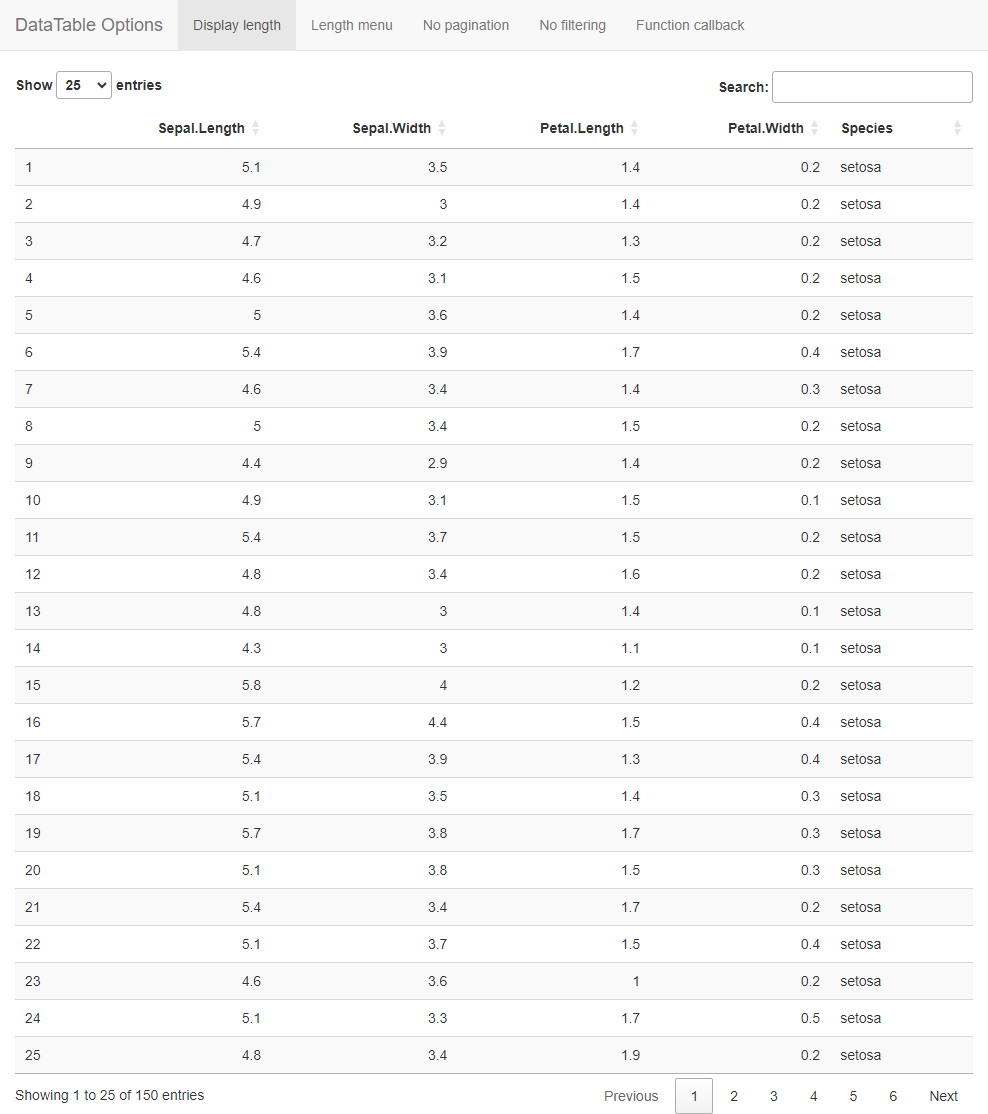 DataTable Options Display length Length menu No pagination No filtering Function callback
Show 25 entries Search:
Sepal.Length Sepal.Width Petal.Length Petal.Width Species
1 5.1 3.5 1.4 0.2 setosa
2 4.9 3 1.4 0.2 setosa
3 4.7 3.2 1.3 0.2 setosa
4 4.6 3.1 1.5 0.2 setosa
5 5 3.6 1.4 0.2 setosa
6 5.4 3.9 1.7 0.4 setosa
7 4.6 3.4 1.4 0.3 setosa
8 5 3.4 1.5 0.2 setosa
9 4.4 2.9 1.4 0.2 setosa
10 4.9 3.1 1.5 0.1 setosa
11 5.4 3.7 1.5 0.2 setosa
12 4.8 3.4 1.6 0.2 setosa
13 4.8 3 1.4 0.1 setosa
14 4.3 3 1.1 0.1 setosa
15 5.8 4 1.2 0.2 setosa
16 5.7 4.4 1.5 0.4 setosa
17 5.4 3.9 1.3 0.4 setosa
18 5.1 3.5 1.4 0.3 setosa
19 5.7 3.8 1.7 0.3 setosa
20 5.1 3.8 1.5 0.3 setosa
21 5.4 3.4 1.7 0.2 setosa
22 5.1 3.7 1.5 0.4 setosa
23 4.6 3.6 1 0.2 setosa
24 5.1 3.3 1.7 0.5 setosa
25 4.8 3.4 1.9 0.2 setosa
Showing 1 to 25 of 150 entries Previous 1 2 3 4 5 6 Next